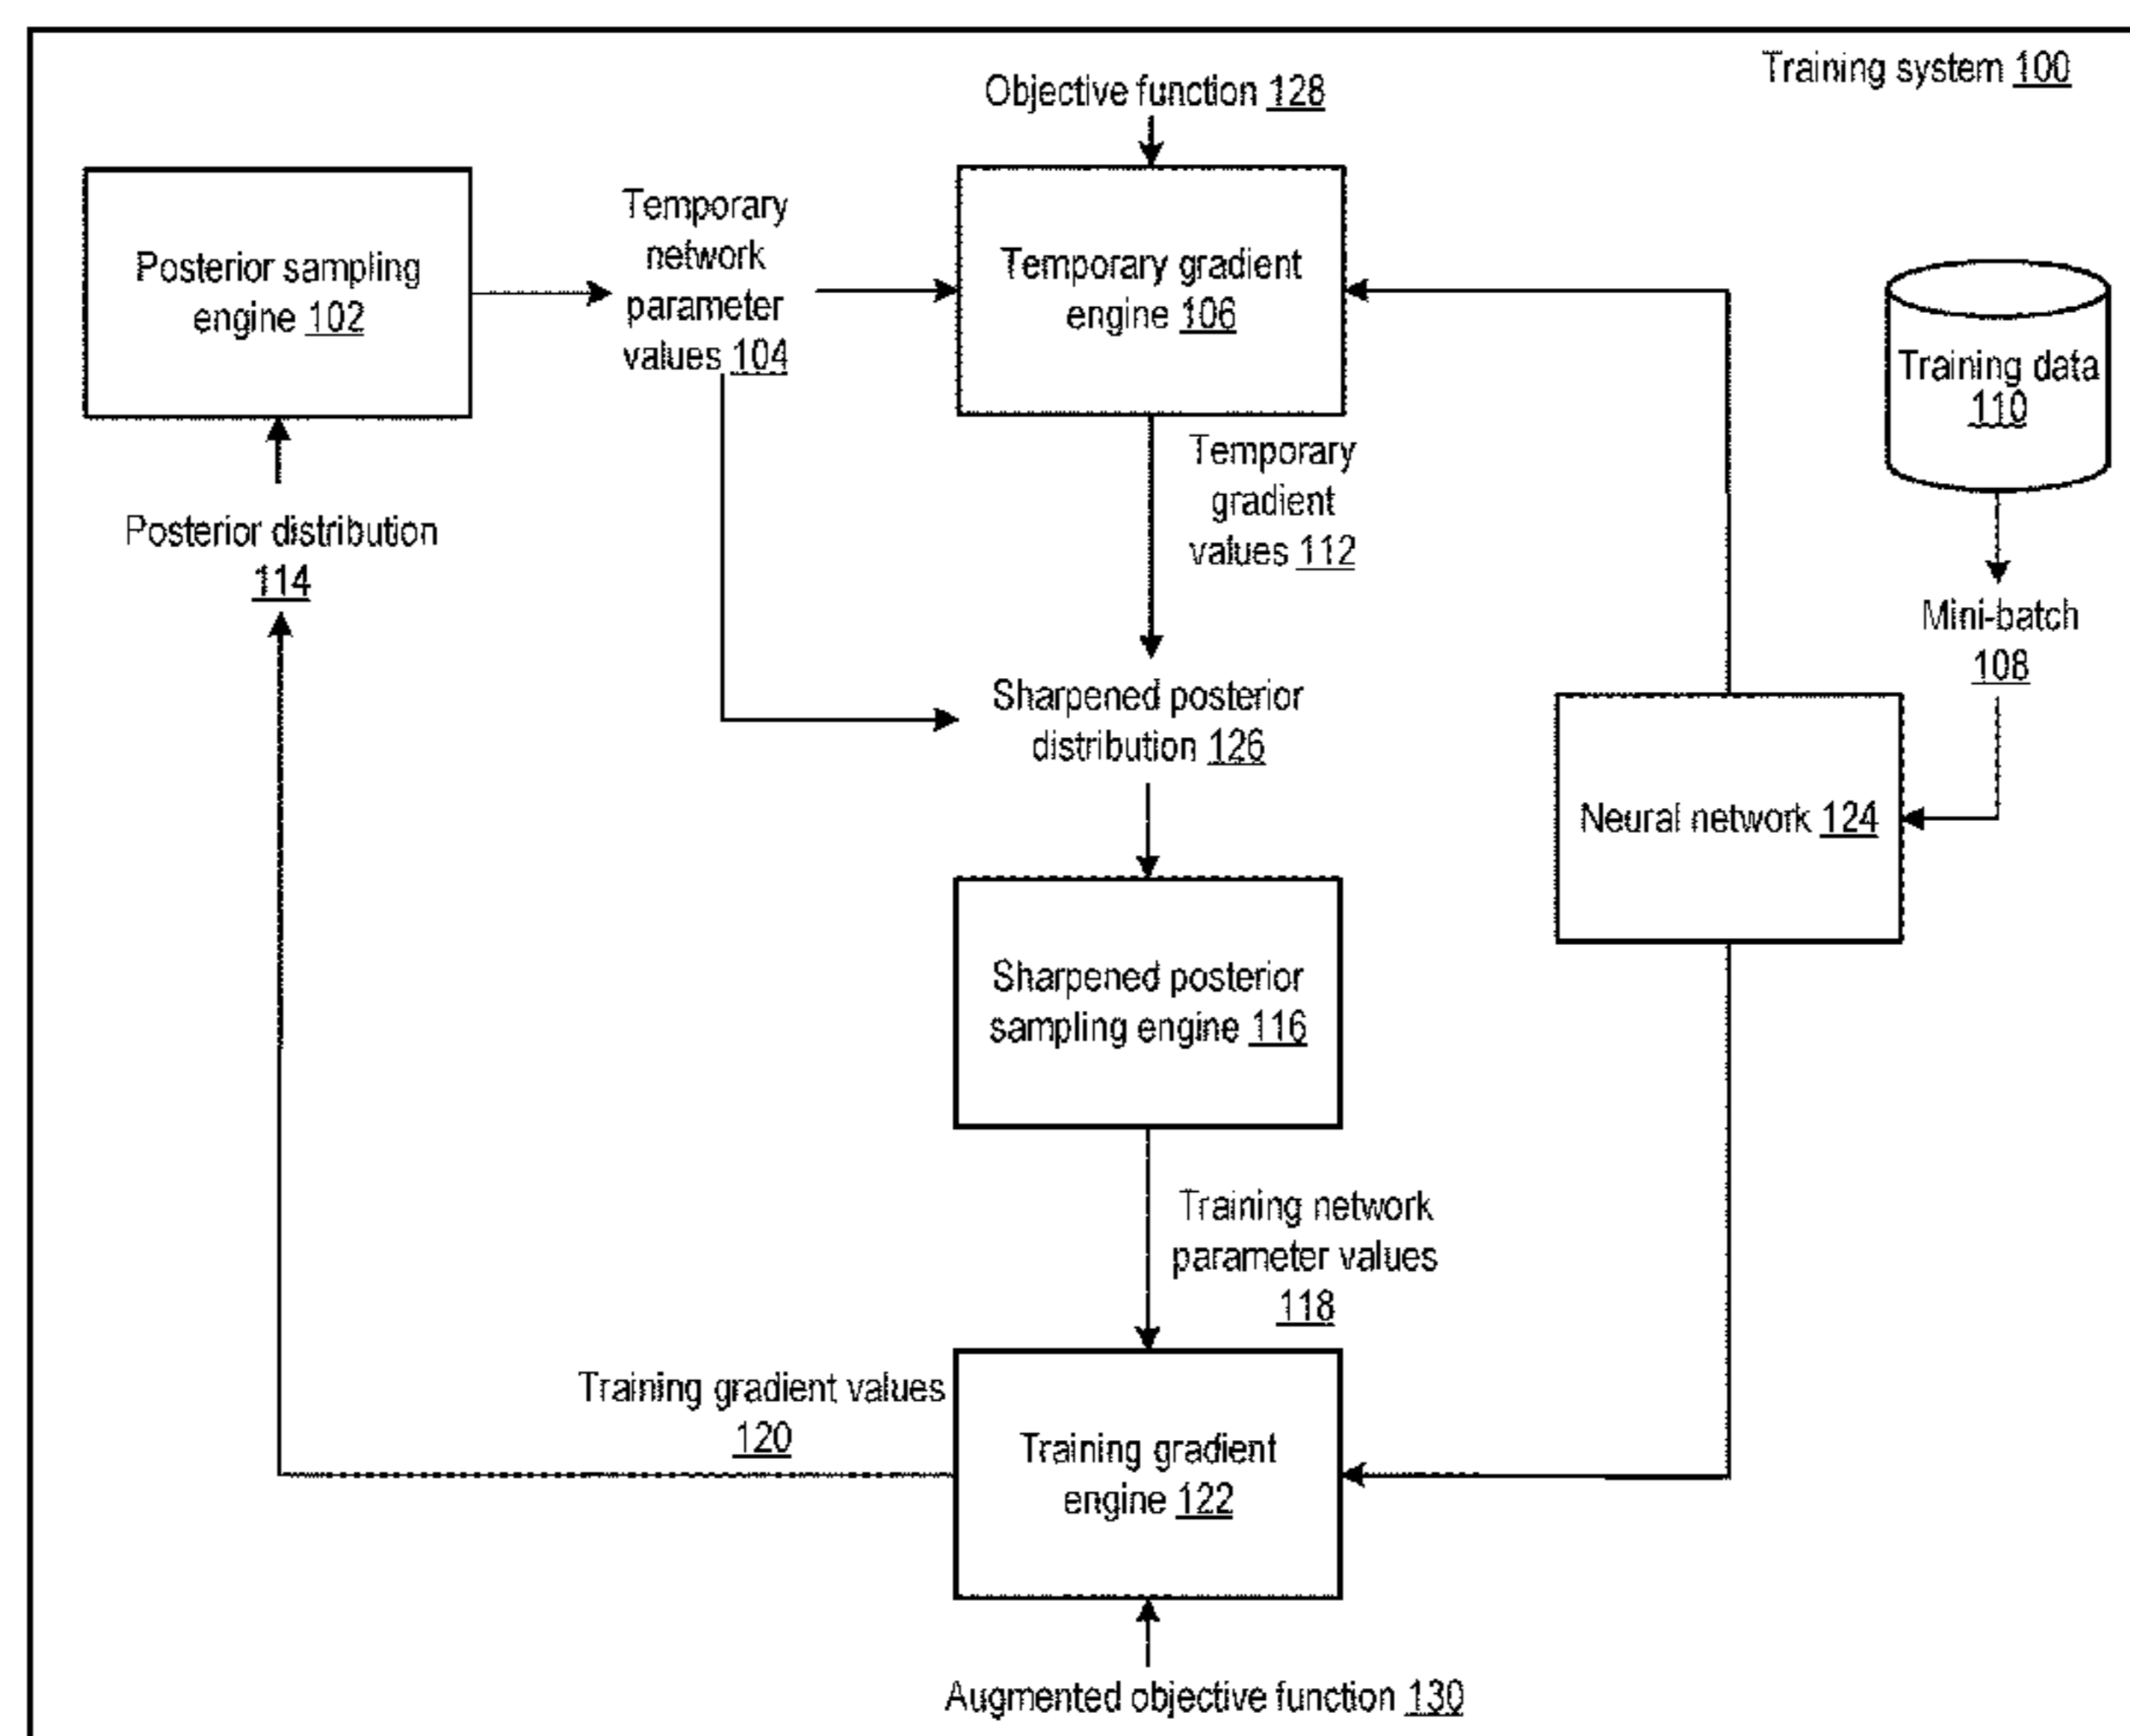 Training system 100
Objective function 128
Posterior sampling
engine 102
Temporary
network
parameter
values 104
Temporary gradient
engine 106
Training data
110
Temporary
gradient
values 112
Posterior distribution
114
Mini-batch
108
Sharpened posterior
distribution 126
Neural network 124
Sharpened posterior
sampling engine 116
Training network
parameter values
118
Training gradient values
120
Training gradient
engine 122
Augmented objective function 130